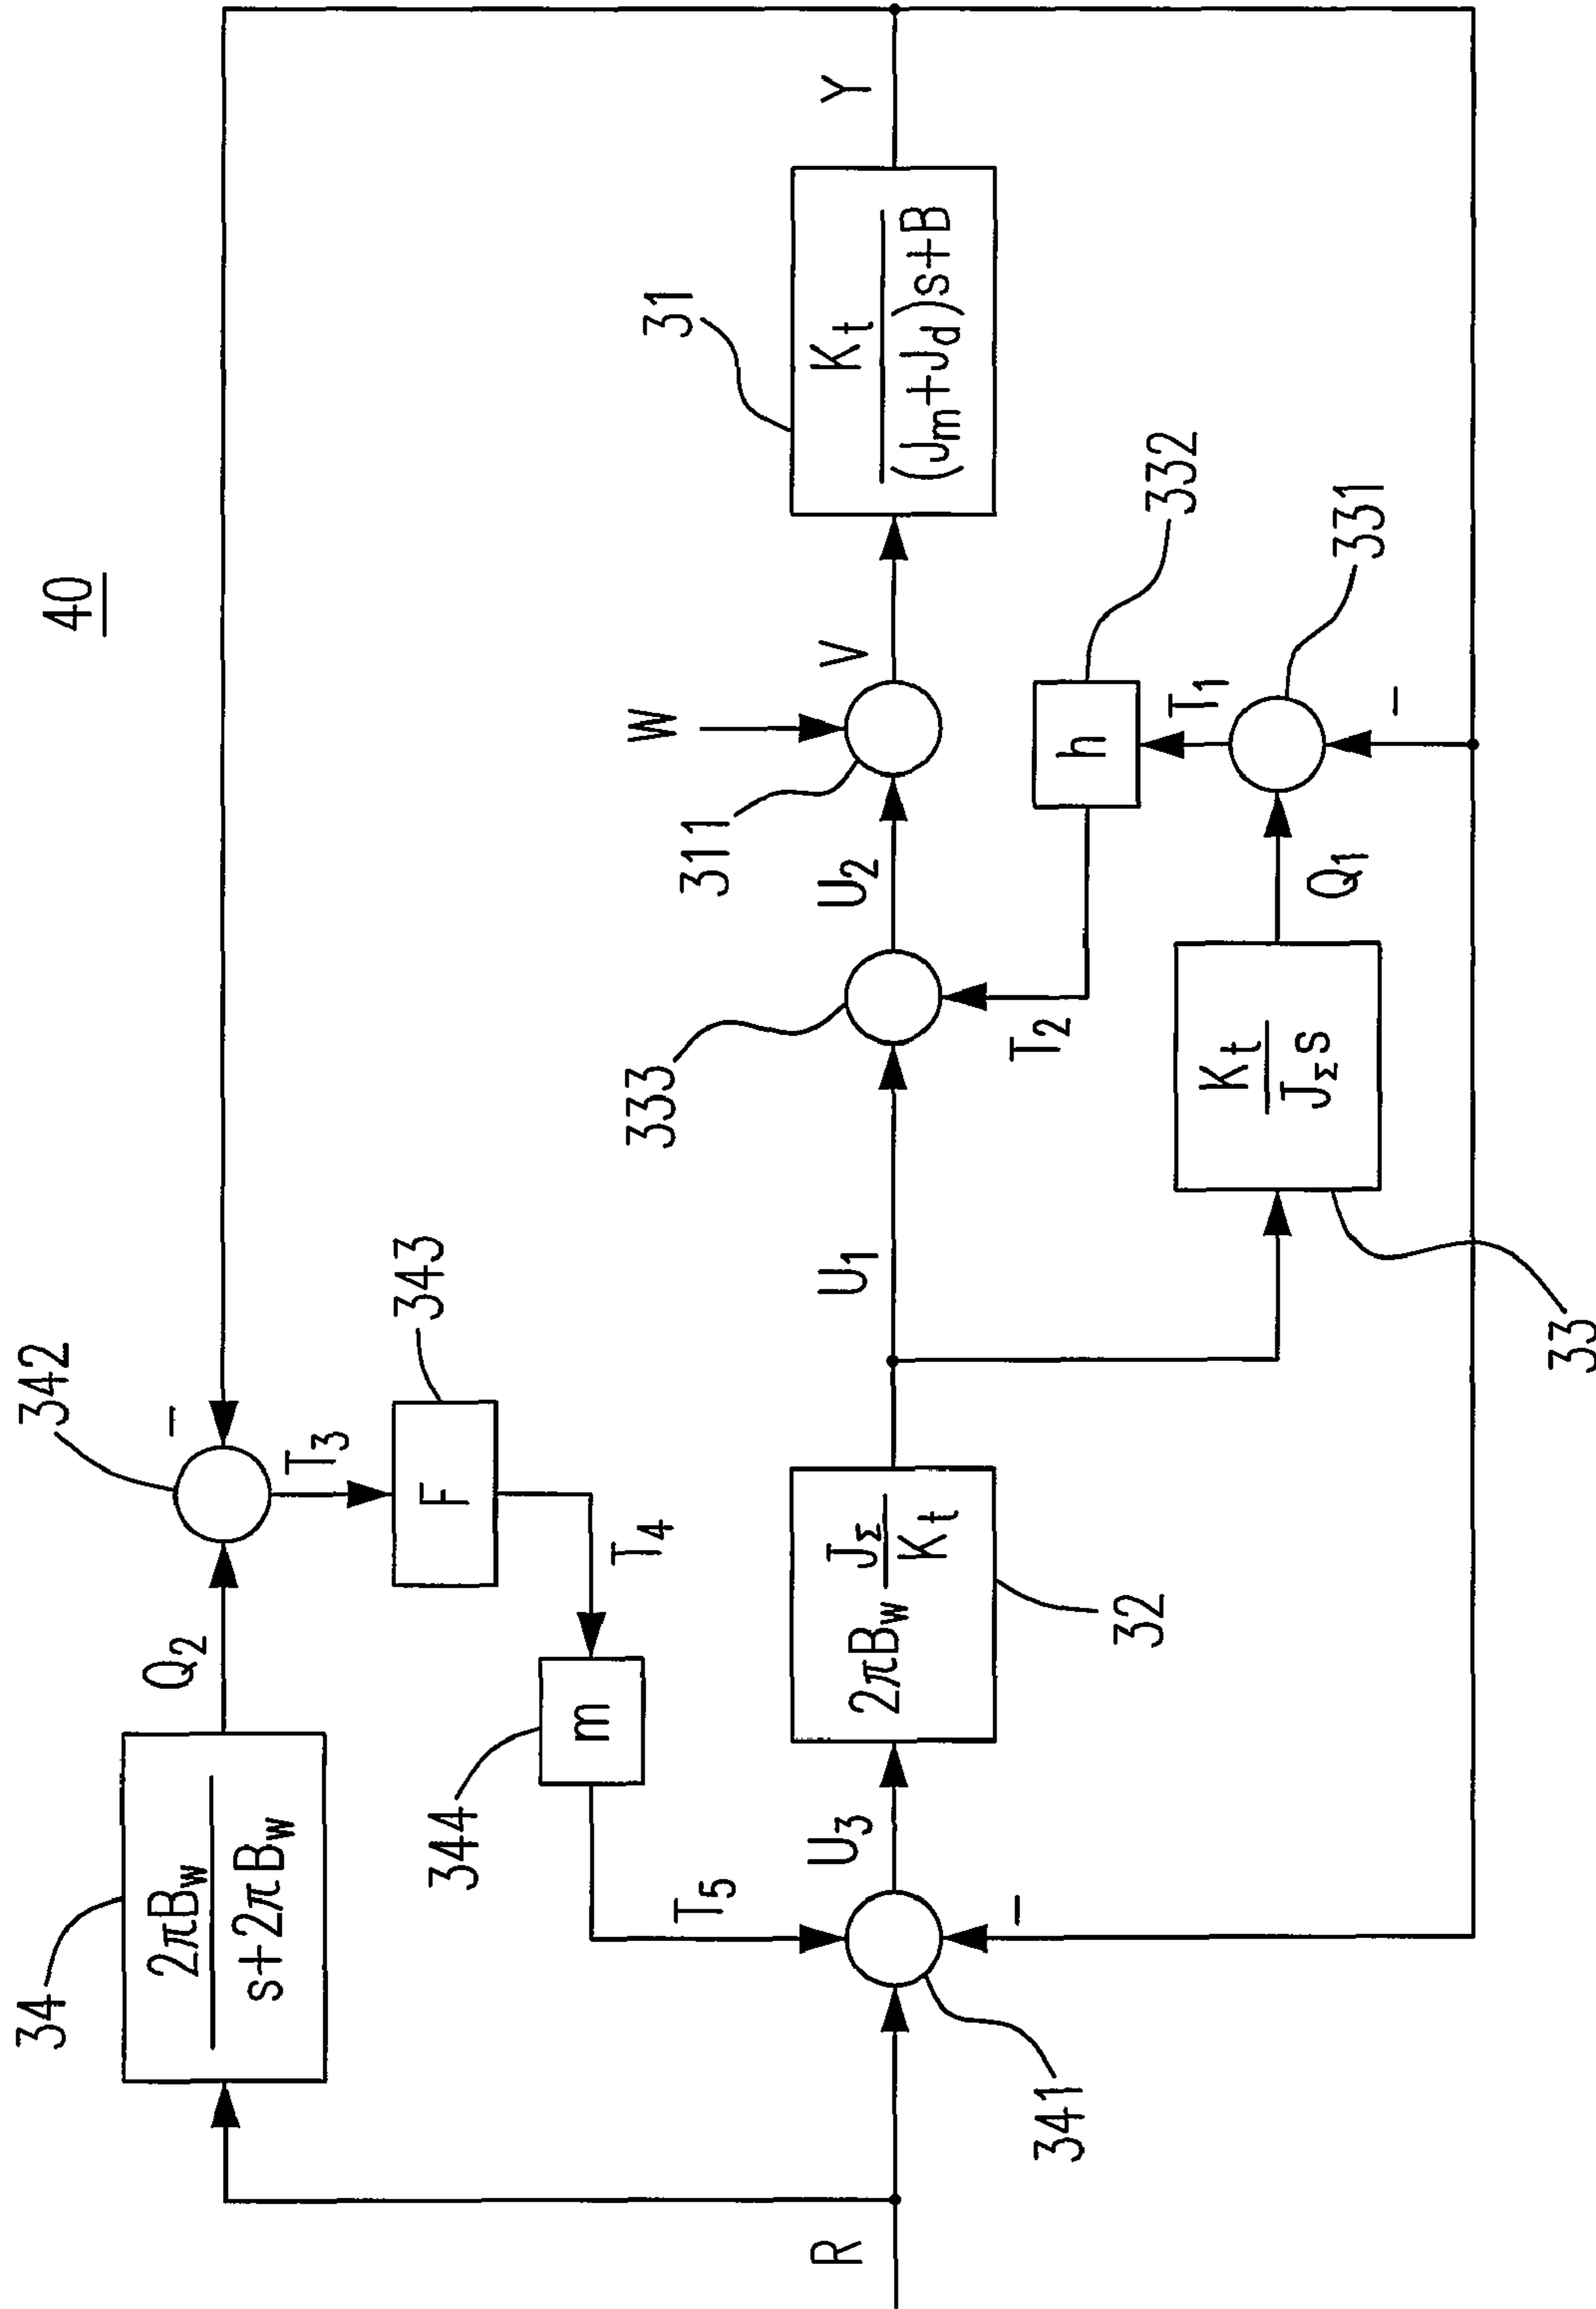 40
34
2πB_w
s+2πB_w
Q_2
342
−
T_3
343
F
T_4
344
m
T_5
R
341
−
U_3
32
2πB_w J_Σ/K_t
U_1
333
U_2
T_2
311
W
V
31
K_t
(J_m+J_d)s+B
Y
332
h
T_1
331
−
Q_1
33
K_t
J_Σ s